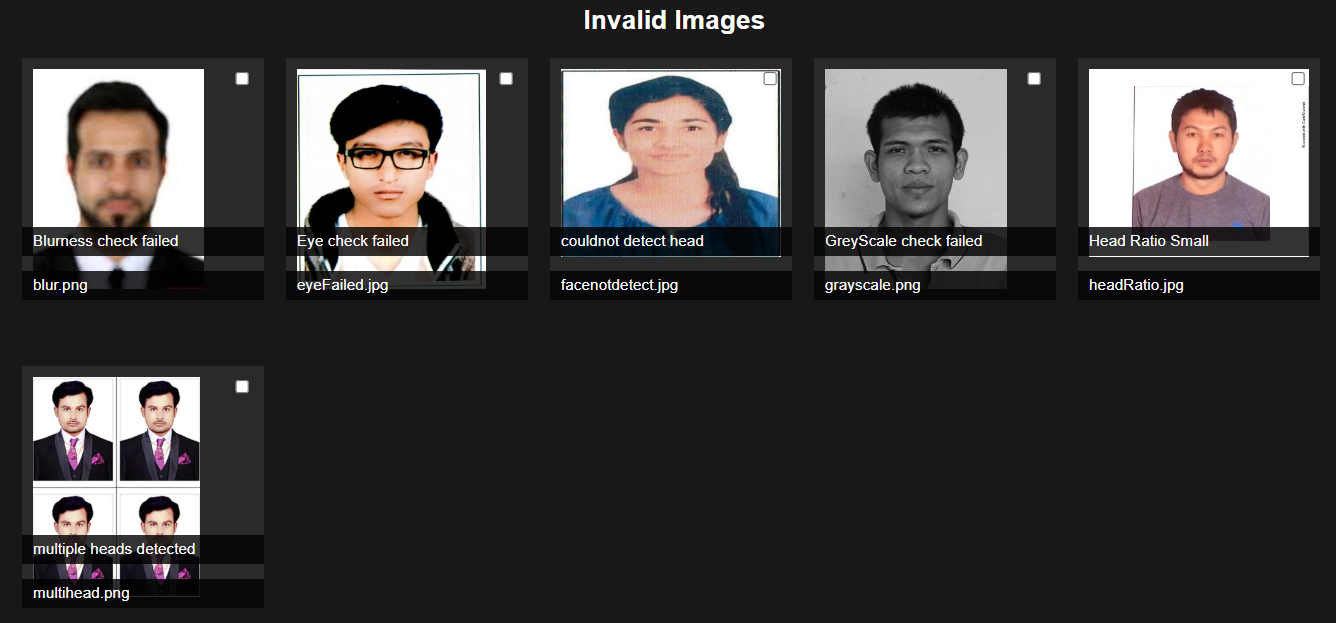 Invalid Images
Blurness check failed
blur.png
Eye check failed
eyeFailed.jpg
couldnot detect head
facenotdetect.jpg
GreyScale check failed
grayscale.png
Head Ratio Small
headRatio.jpg
multiple heads detected
multihead.png